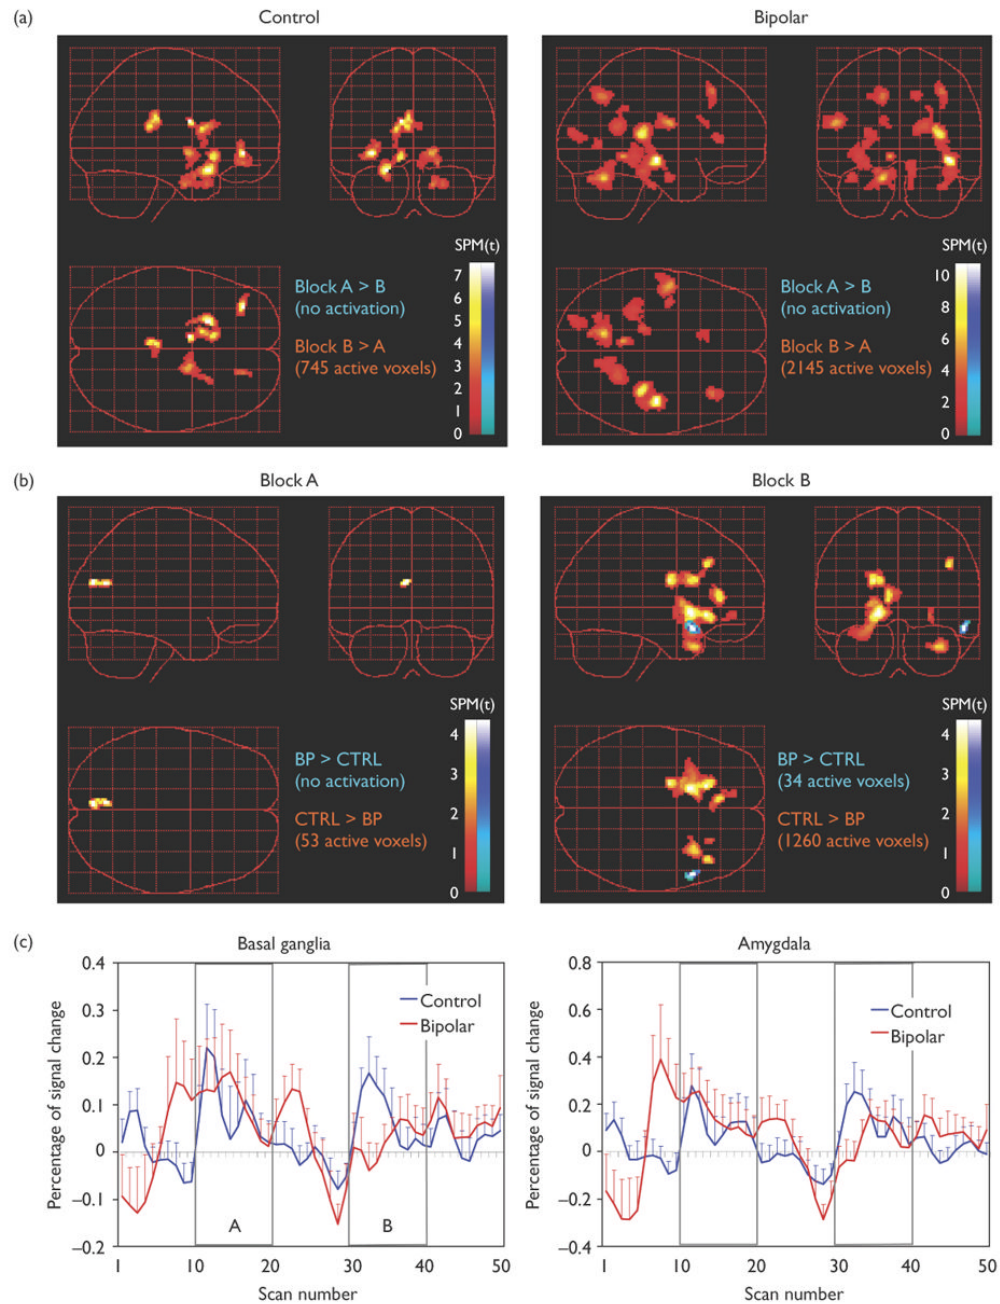 (a)
Control
Bipolar
SPM(t)
7
6
5
4
3
2
1
0
Block A > B
(no activation)
Block B > A
(745 active voxels)
SPM(t)
10
8
6
4
2
0
Block A > B
(no activation)
Block B > A
(2145 active voxels)
(b)
Block A
Block B
SPM(t)
4
3
2
1
0
BP > CTRL
(no activation)
CTRL > BP
(53 active voxels)
SPM(t)
4
3
2
1
0
BP > CTRL
(34 active voxels)
CTRL > BP
(1260 active voxels)
(c)
Basal ganglia
Percentage of signal change
0.4
0.3
0.2
0.1
0
–0.1
–0.2
Control
Bipolar
A
B
1 10 20 30 40 50
Scan number
Amygdala
Percentage of signal change
0.8
0.6
0.4
0.2
0
–0.2
–0.4
Control
Bipolar
1 10 20 30 40 50
Scan number